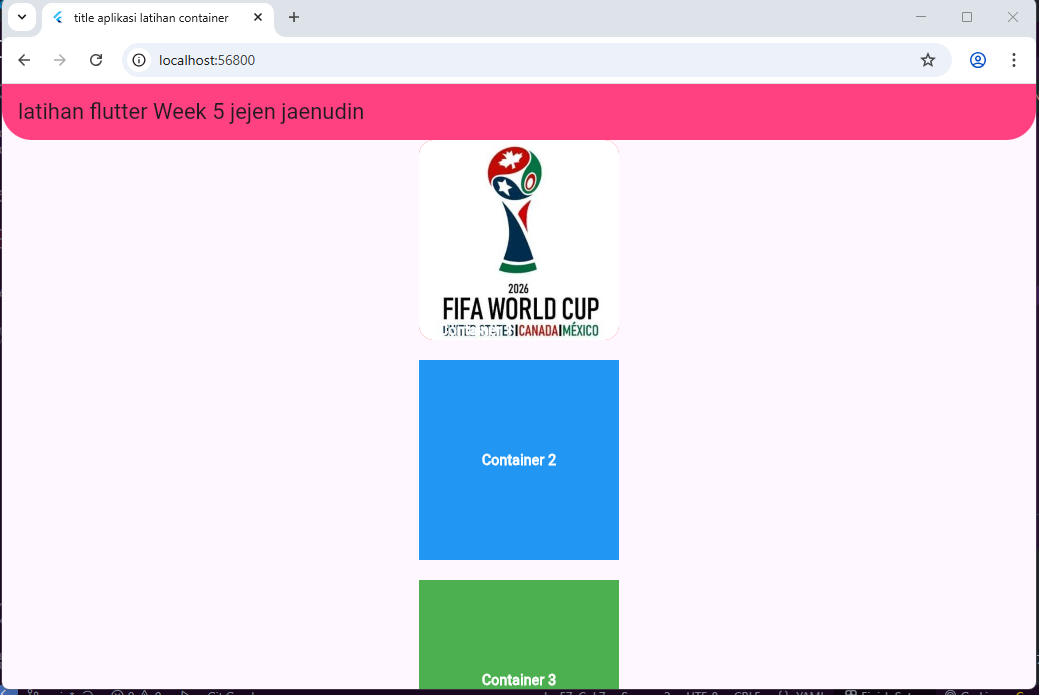 title aplikasi latihan container
localhost:56800
latihan flutter Week 5 jejen jaenudin
2026
FIFA WORLD CUP
UNITED STATES|CANADA|MÉXICO
Container 2
Container 3